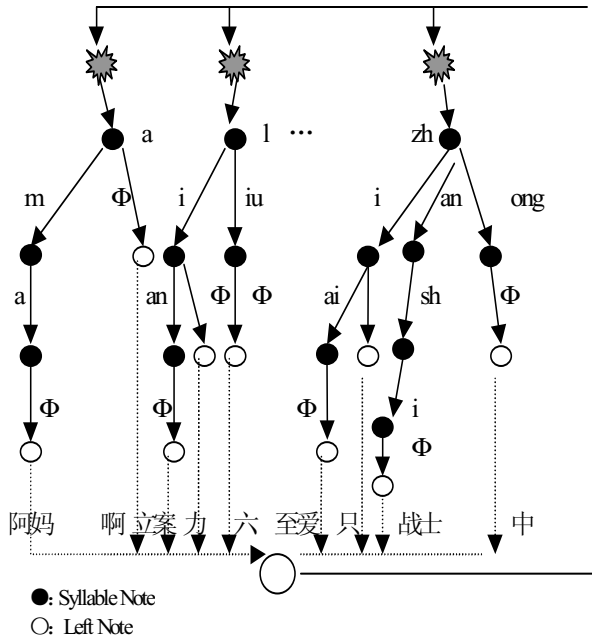 a l ... zh
m Φ i iu i an ong
a an Φ Φ ai sh Φ
Φ Φ Φ i
Φ
阿妈 啊 立案 力 六 至爱 只 战士 中
●: Syllable Note
○: Left Note